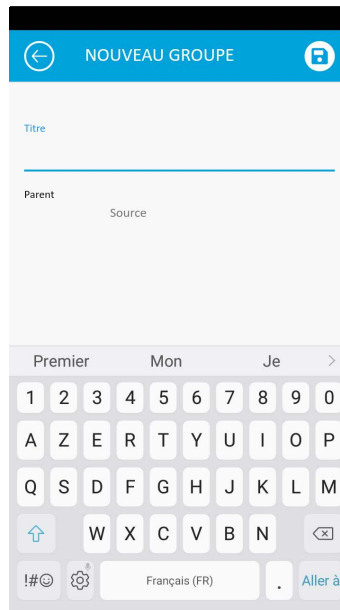 NOUVEAU GROUPE
Titre
Parent
Source
Premier Mon Je
1 2 3 4 5 6 7 8 9 0
A Z E R T Y U I O P
Q S D F G H J K L M
W X C V B N
!#☺ Français (FR) . Aller à